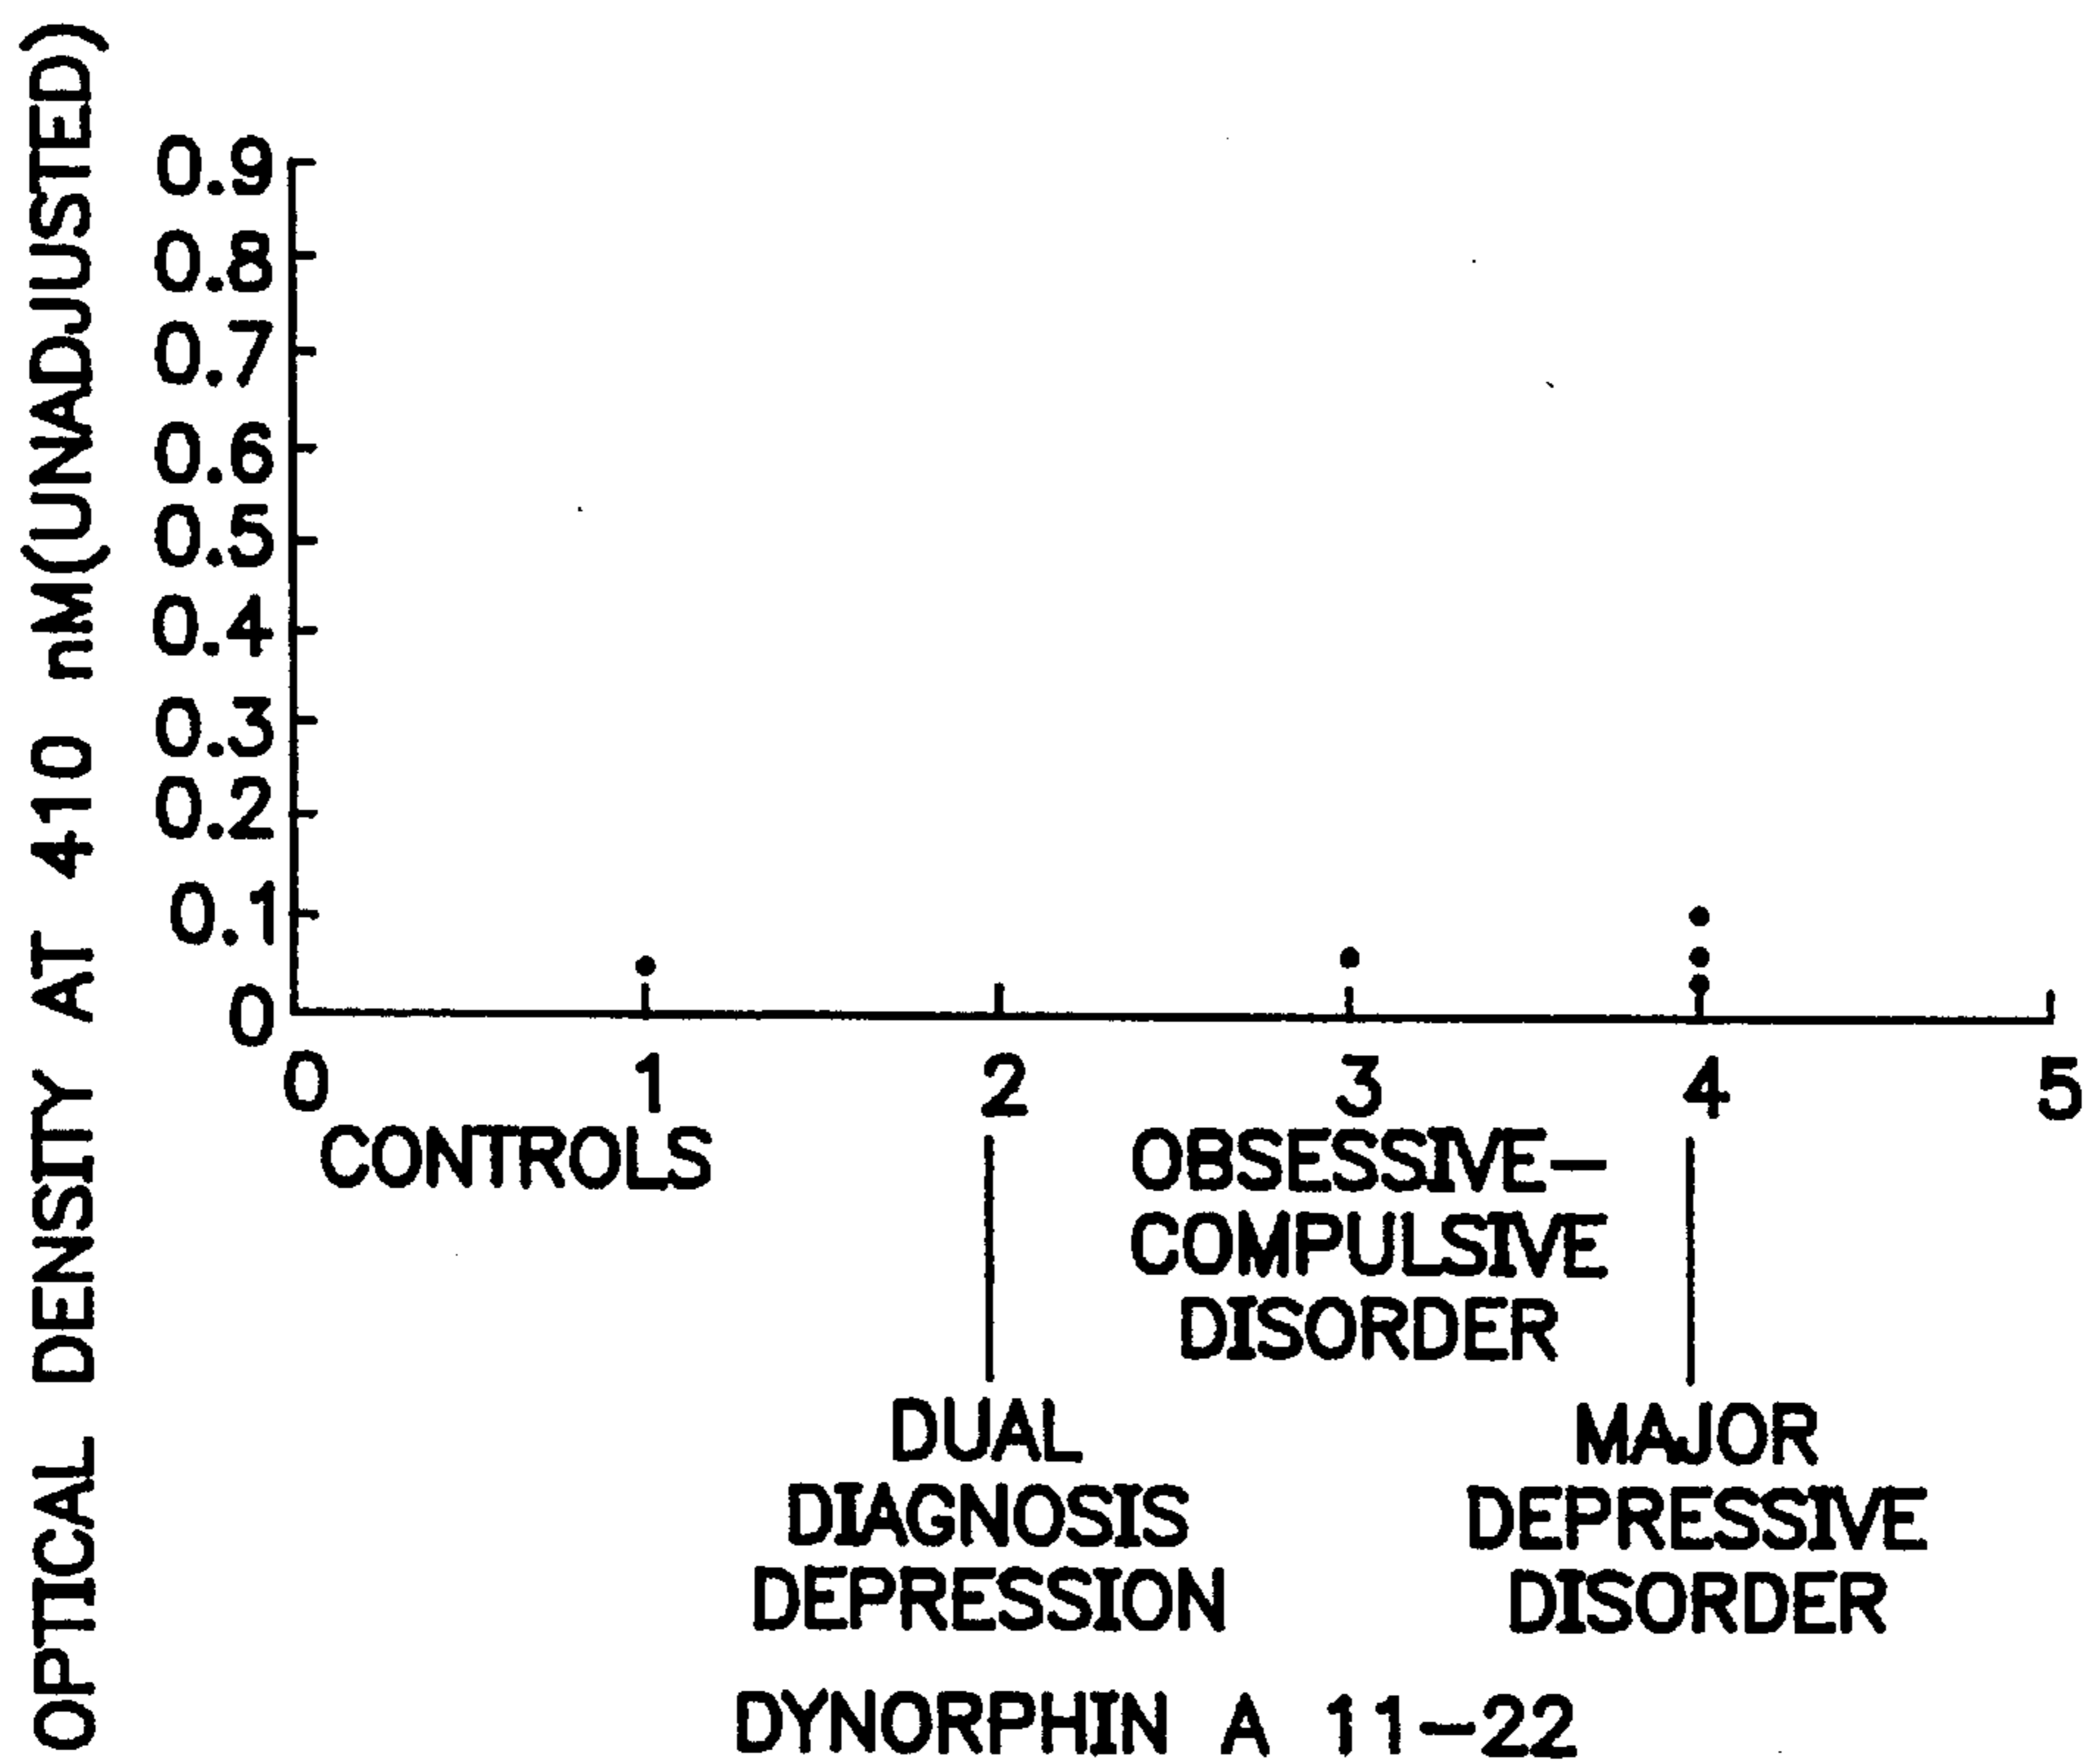 OPTICAL DENSITY AT 410 nM(UNADJUSTED)
0.9
0.8
0.7
0.6
0.5
0.4
0.3
0.2
0.1
0
0 1 2 3 4 5
CONTROLS
DUAL
DIAGNOSIS
DEPRESSION
OBSESSIVE-
COMPULSIVE
DISORDER
MAJOR
DEPRESSIVE
DISORDER
DYNORPHIN A 11-22